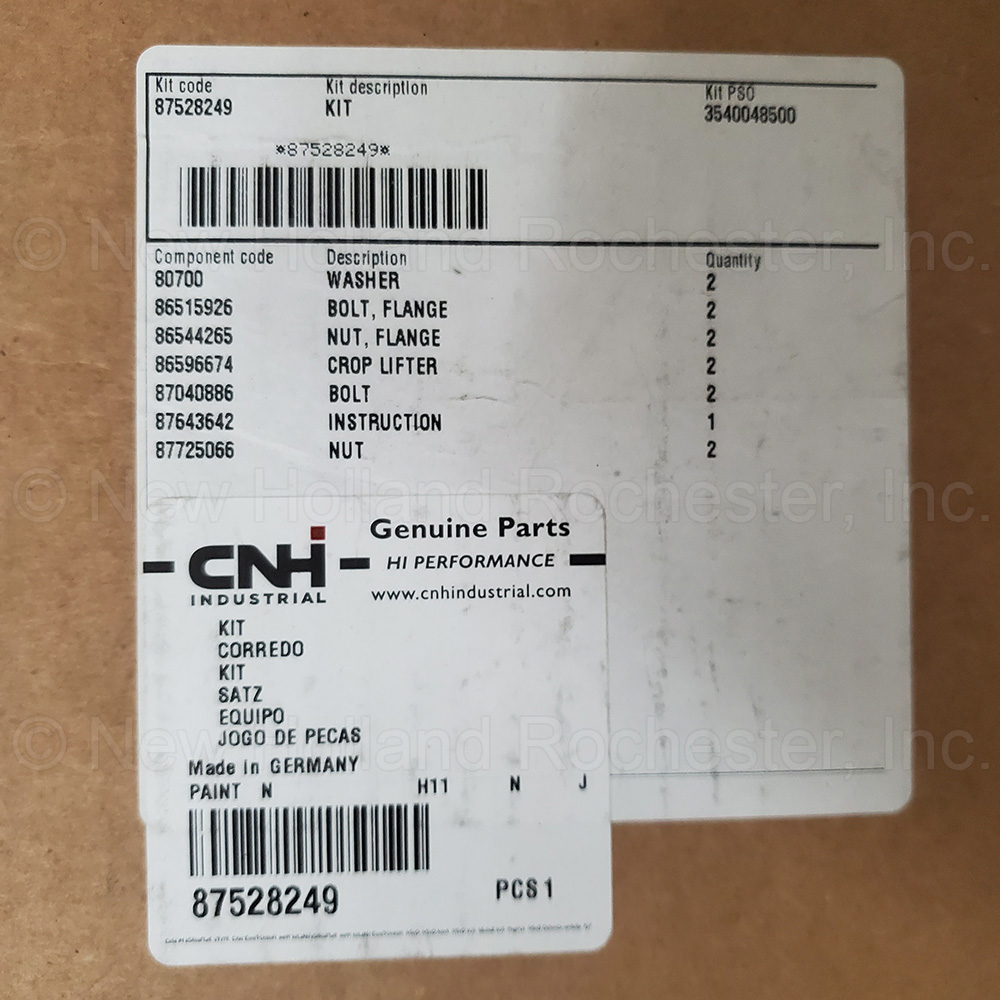 Kit code Kit description Kit PSO
87528249 KIT 3540048500
*87528249*
Component code Description Quantity
80700 WASHER 2
86515926 BOLT, FLANGE 2
86544265 NUT, FLANGE 2
86596674 CROP LIFTER 2
87040886 BOLT 2
87643642 INSTRUCTION 1
87725066 NUT 2
CNH INDUSTRIAL
Genuine Parts
HI PERFORMANCE
www.cnhindustrial.com
KIT
CORREDO
KIT
SATZ
EQUIPO
JOGO DE PECAS
Made in GERMANY
PAINT N H11 N J
87528249 PCS 1
© New Holland Rochester, Inc.
© New Holland Rochester, Inc.
© New Holland Rochester, Inc.